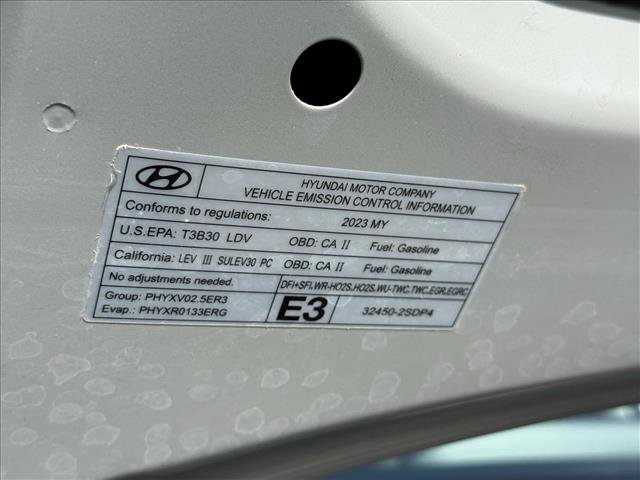 HYUNDAI MOTOR COMPANY
VEHICLE EMISSION CONTROL INFORMATION
Conforms to regulations: 2023 MY
U.S.EPA: T3B30 LDV OBD: CA II Fuel: Gasoline
California: LEV III SULEV30 PC OBD: CA II Fuel: Gasoline
No adjustments needed. DFI+SFI,WR-HO2S,HO2S,WU-TWC,TWC,EGR,EGRC
Group: PHYXV02.5ER3
Evap.: PHYXR0133ERG
E3
32450-2SDP4